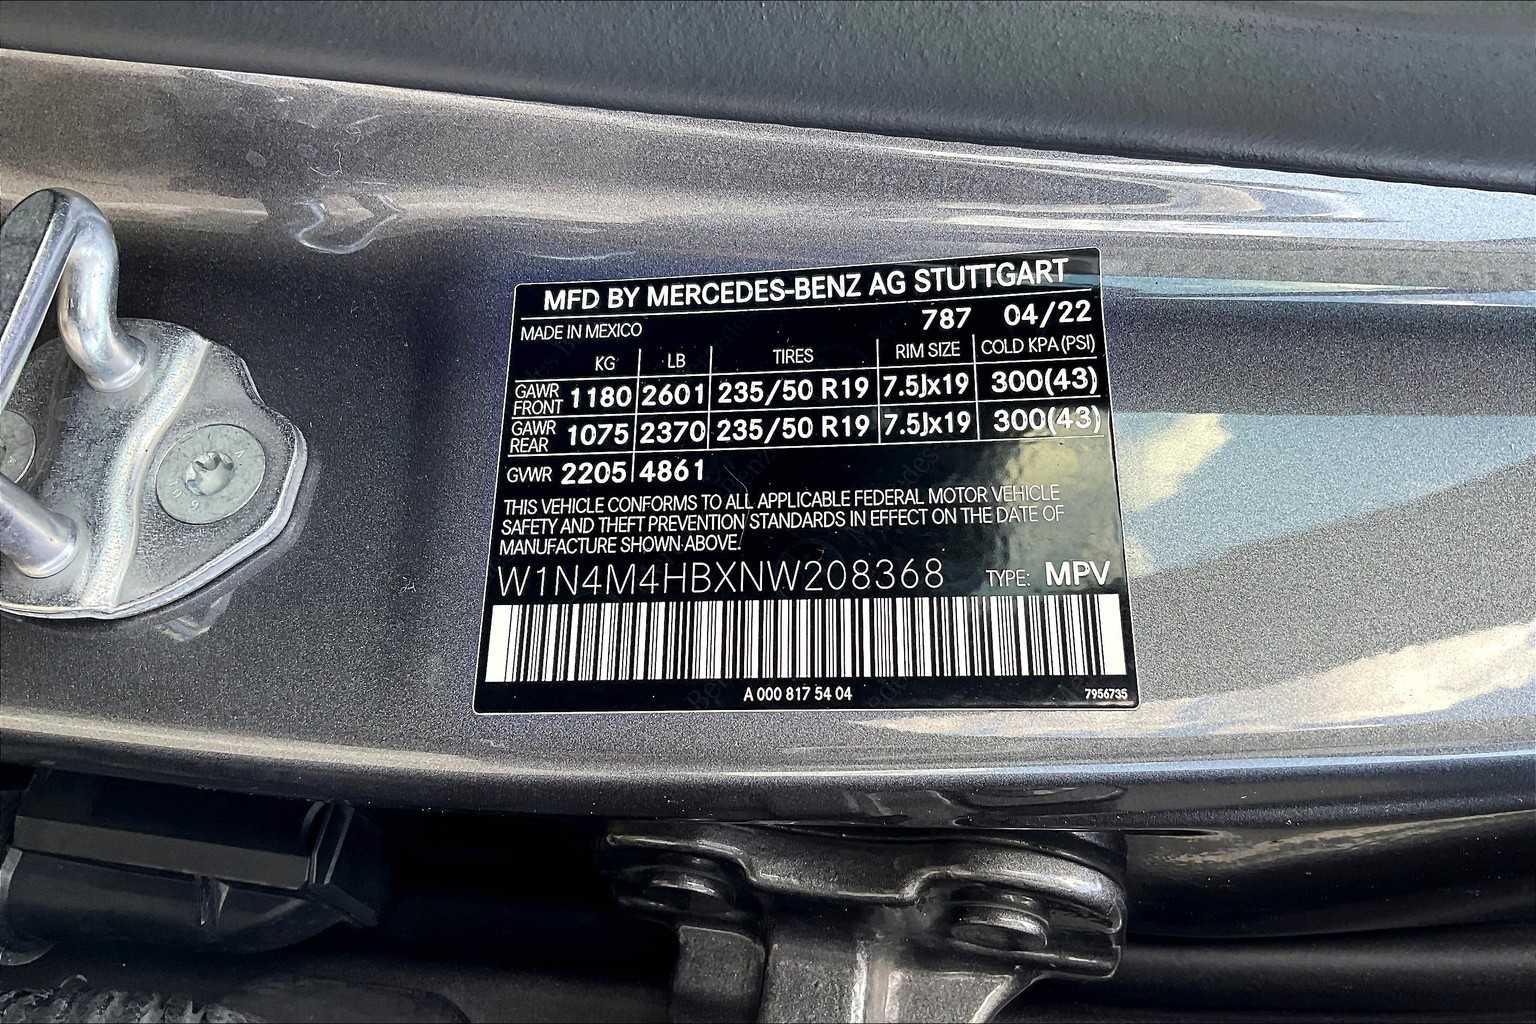 MFD BY MERCEDES-BENZ AG STUTTGART
MADE IN MEXICO 787 04/22
KG LB TIRES RIM SIZE COLD KPA (PSI)
GAWR FRONT 1180 2601 235/50 R19 7.5Jx19 300(43)
GAWR REAR 1075 2370 235/50 R19 7.5Jx19 300(43)
GVWR 2205 4861
THIS VEHICLE CONFORMS TO ALL APPLICABLE FEDERAL MOTOR VEHICLE
SAFETY AND THEFT PREVENTION STANDARDS IN EFFECT ON THE DATE OF
MANUFACTURE SHOWN ABOVE.
W1N4M4HBXNW208368 TYPE: MPV
A 000 817 54 04 7956735